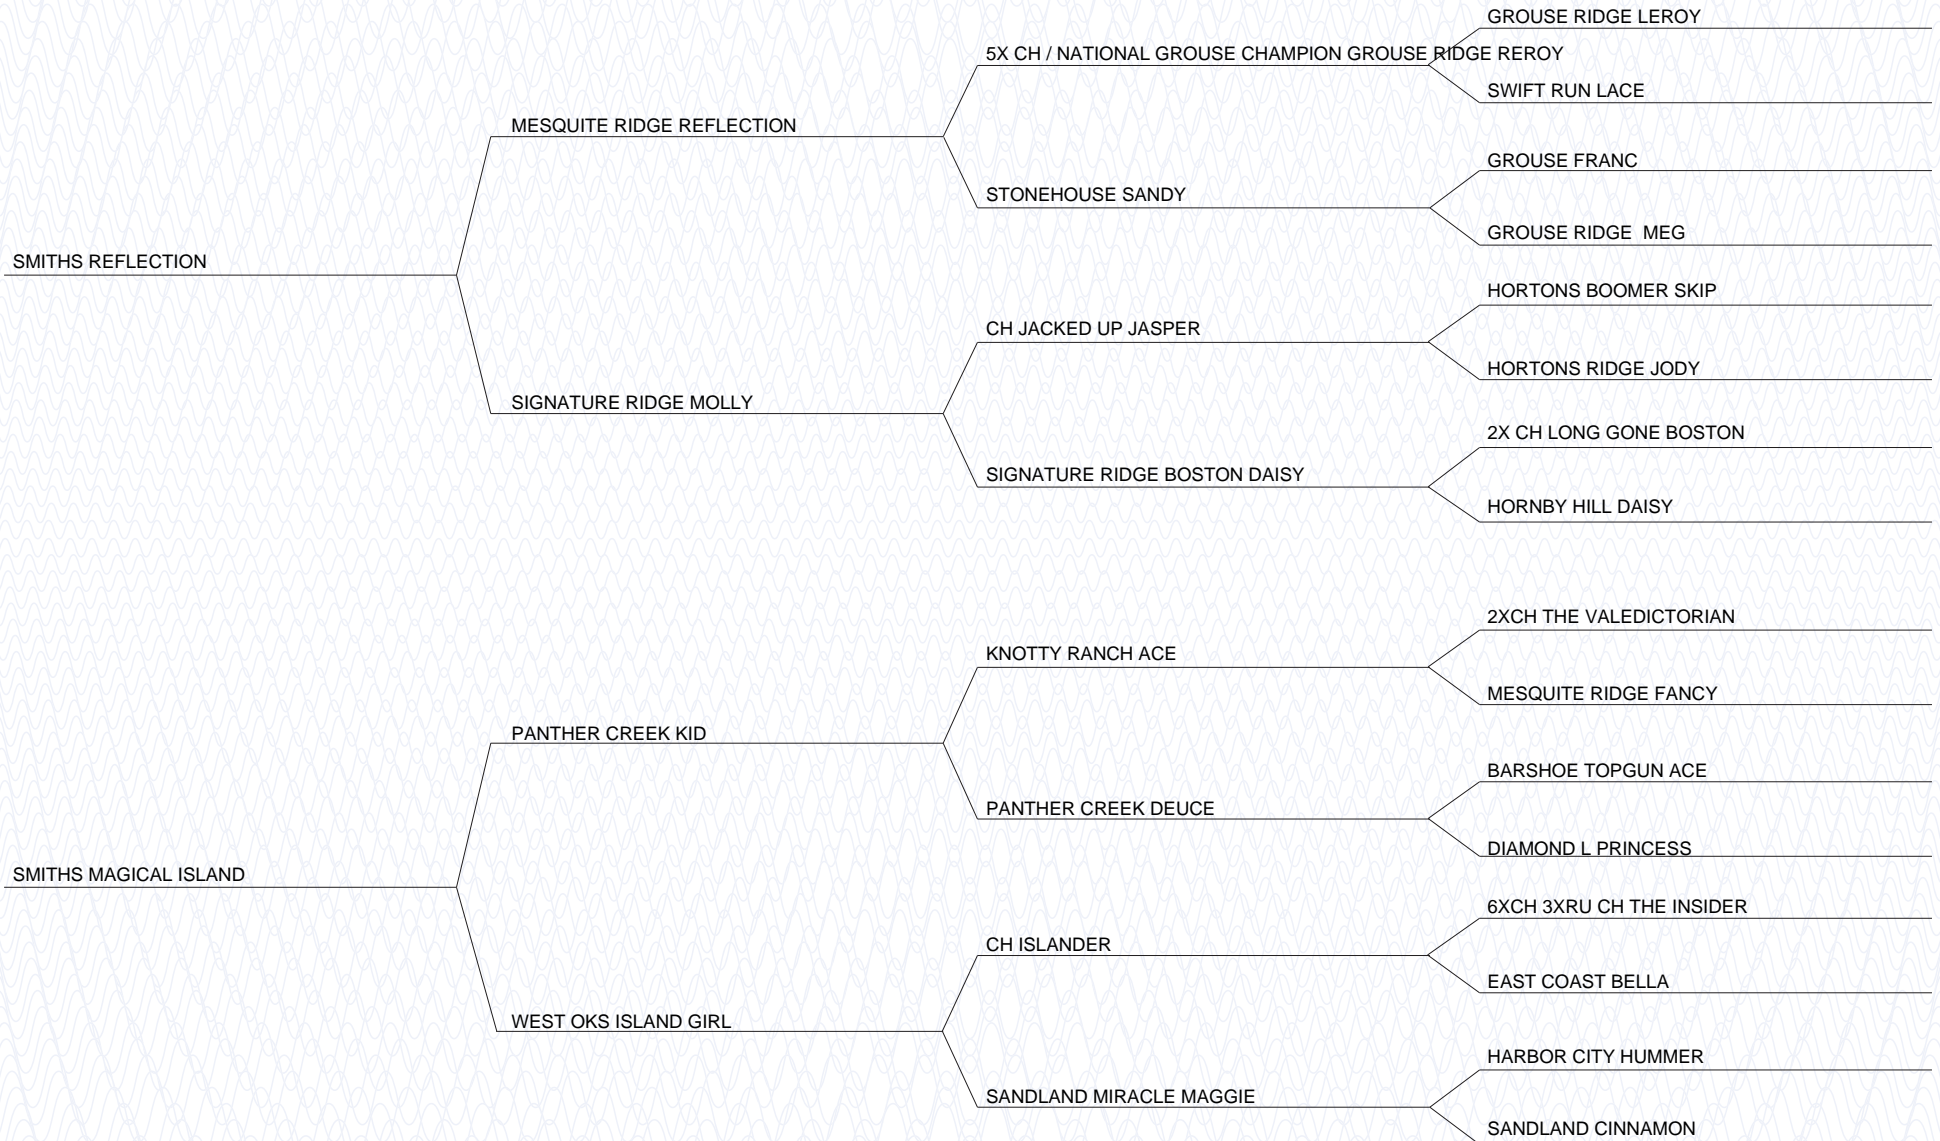 GROUSE RIDGE LEROY
5X CH / NATIONAL GROUSE CHAMPION GROUSE RIDGE REROY
SWIFT RUN LACE
MESQUITE RIDGE REFLECTION
GROUSE FRANC
STONEHOUSE SANDY
GROUSE RIDGE  MEG
SMITHS REFLECTION
HORTONS BOOMER SKIP
CH JACKED UP JASPER
HORTONS RIDGE JODY
SIGNATURE RIDGE MOLLY
2X CH LONG GONE BOSTON
SIGNATURE RIDGE BOSTON DAISY
HORNBY HILL DAISY
2XCH THE VALEDICTORIAN
KNOTTY RANCH ACE
MESQUITE RIDGE FANCY
PANTHER CREEK KID
BARSHOE TOPGUN ACE
PANTHER CREEK DEUCE
DIAMOND L PRINCESS
SMITHS MAGICAL ISLAND
6XCH 3XRU CH THE INSIDER
CH ISLANDER
EAST COAST BELLA
WEST OKS ISLAND GIRL
HARBOR CITY HUMMER
SANDLAND MIRACLE MAGGIE
SANDLAND CINNAMON